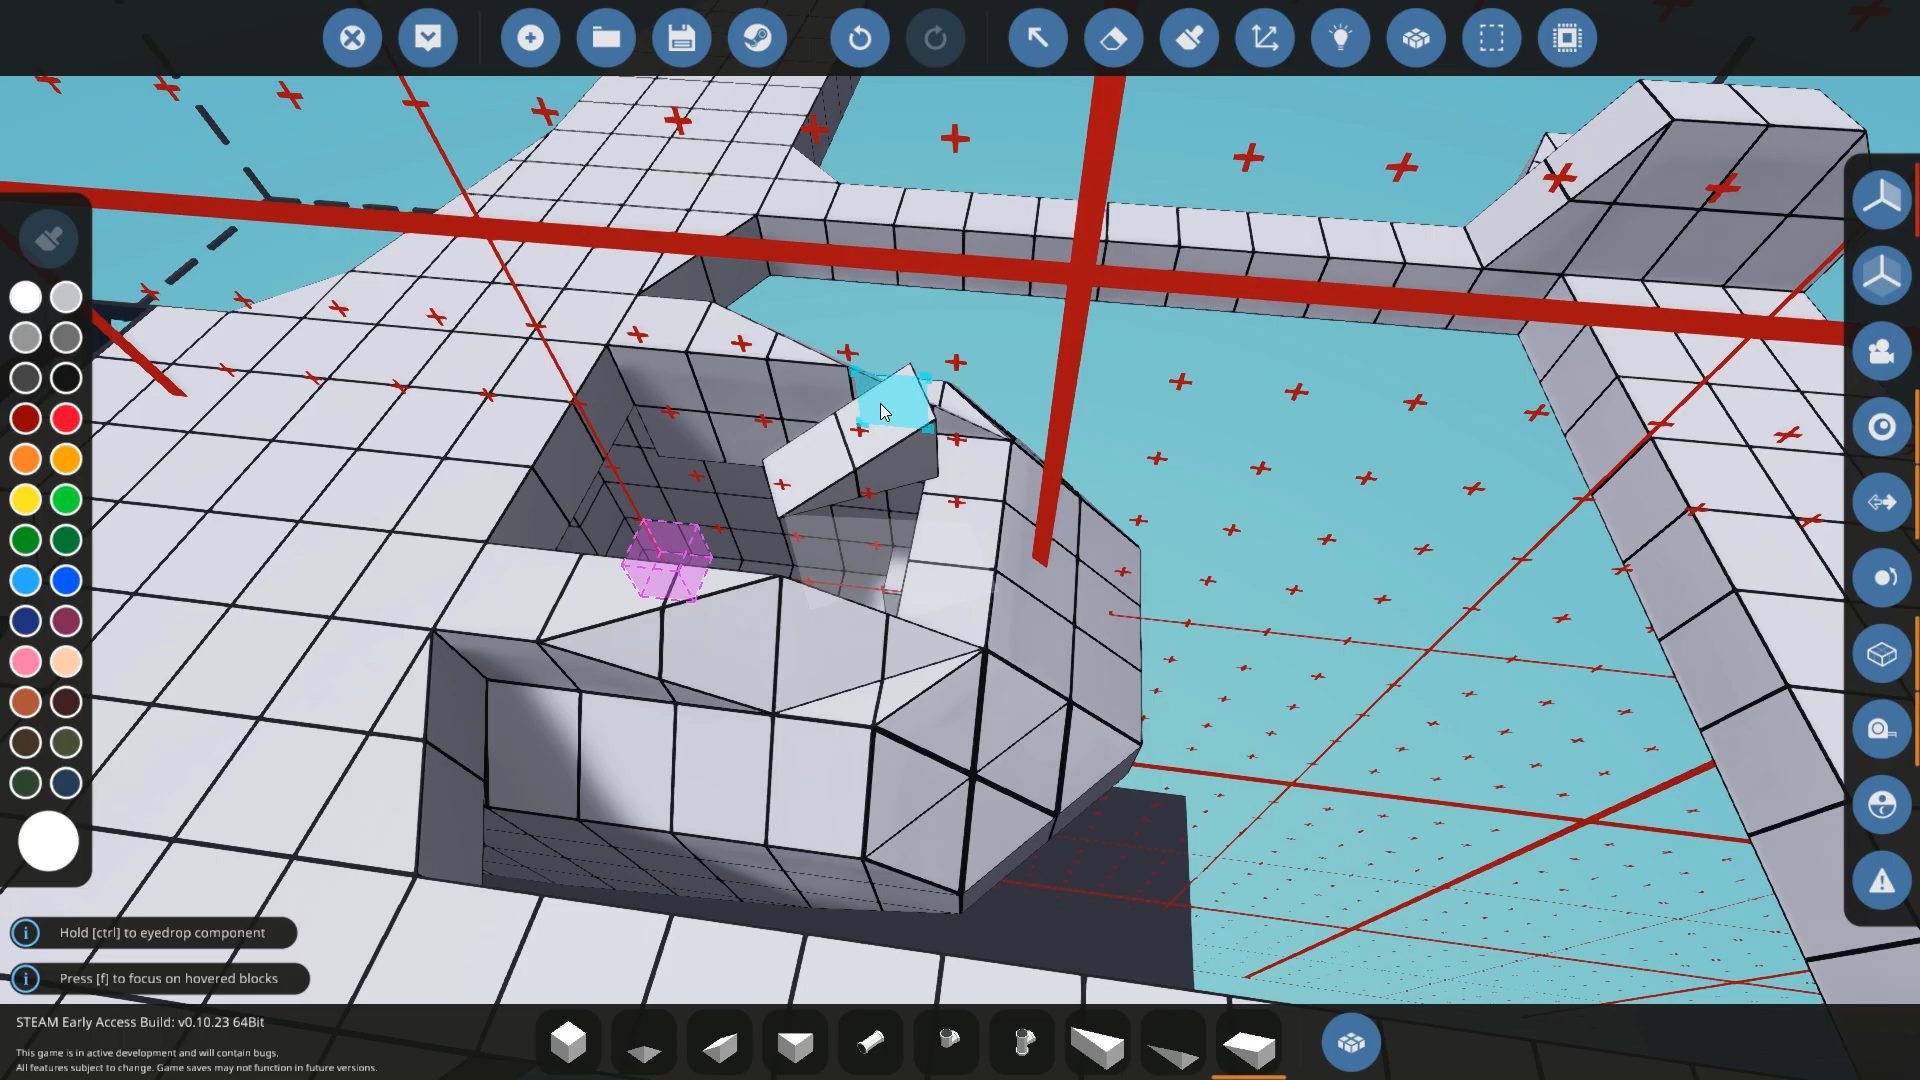 Hold [ctrl] to eyedrop component
Press [f] to focus on hovered blocks
STEAM Early Access Build: v0.10.23 64Bit
This game is in active development and will contain bugs.
All features subject to change. Game saves may not function in future versions.